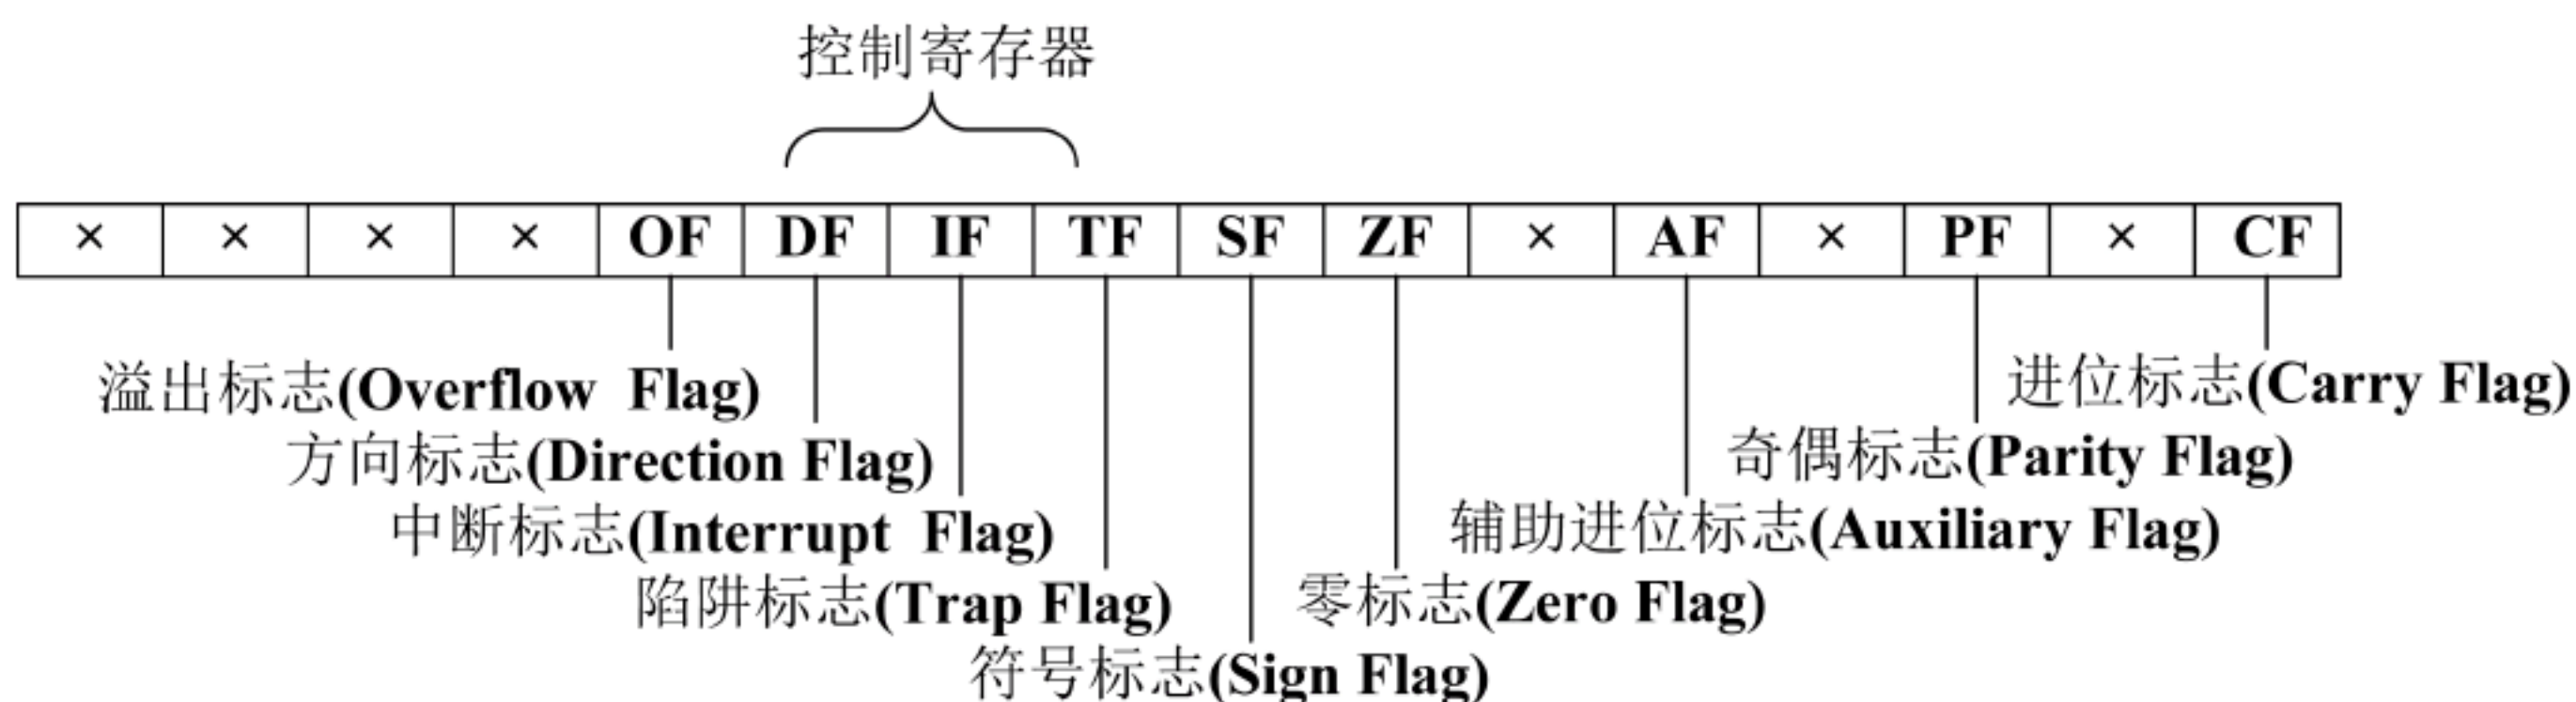 控制寄存器
× × × × OF DF IF TF SF ZF × AF × PF × CF
溢出标志(Overflow Flag)
进位标志(Carry Flag)
方向标志(Direction Flag)
奇偶标志(Parity Flag)
中断标志(Interrupt Flag)
辅助进位标志(Auxiliary Flag)
陷阱标志(Trap Flag)
零标志(Zero Flag)
符号标志(Sign Flag)